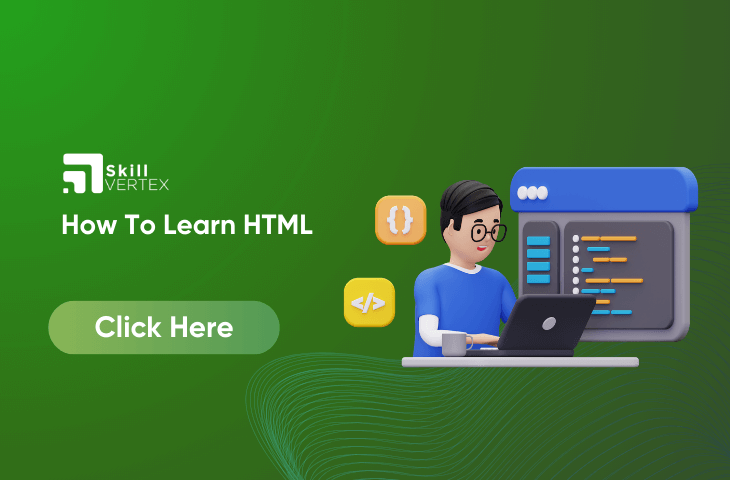 Skill
VERTEX
How To Learn HTML
Click Here
{}
</>